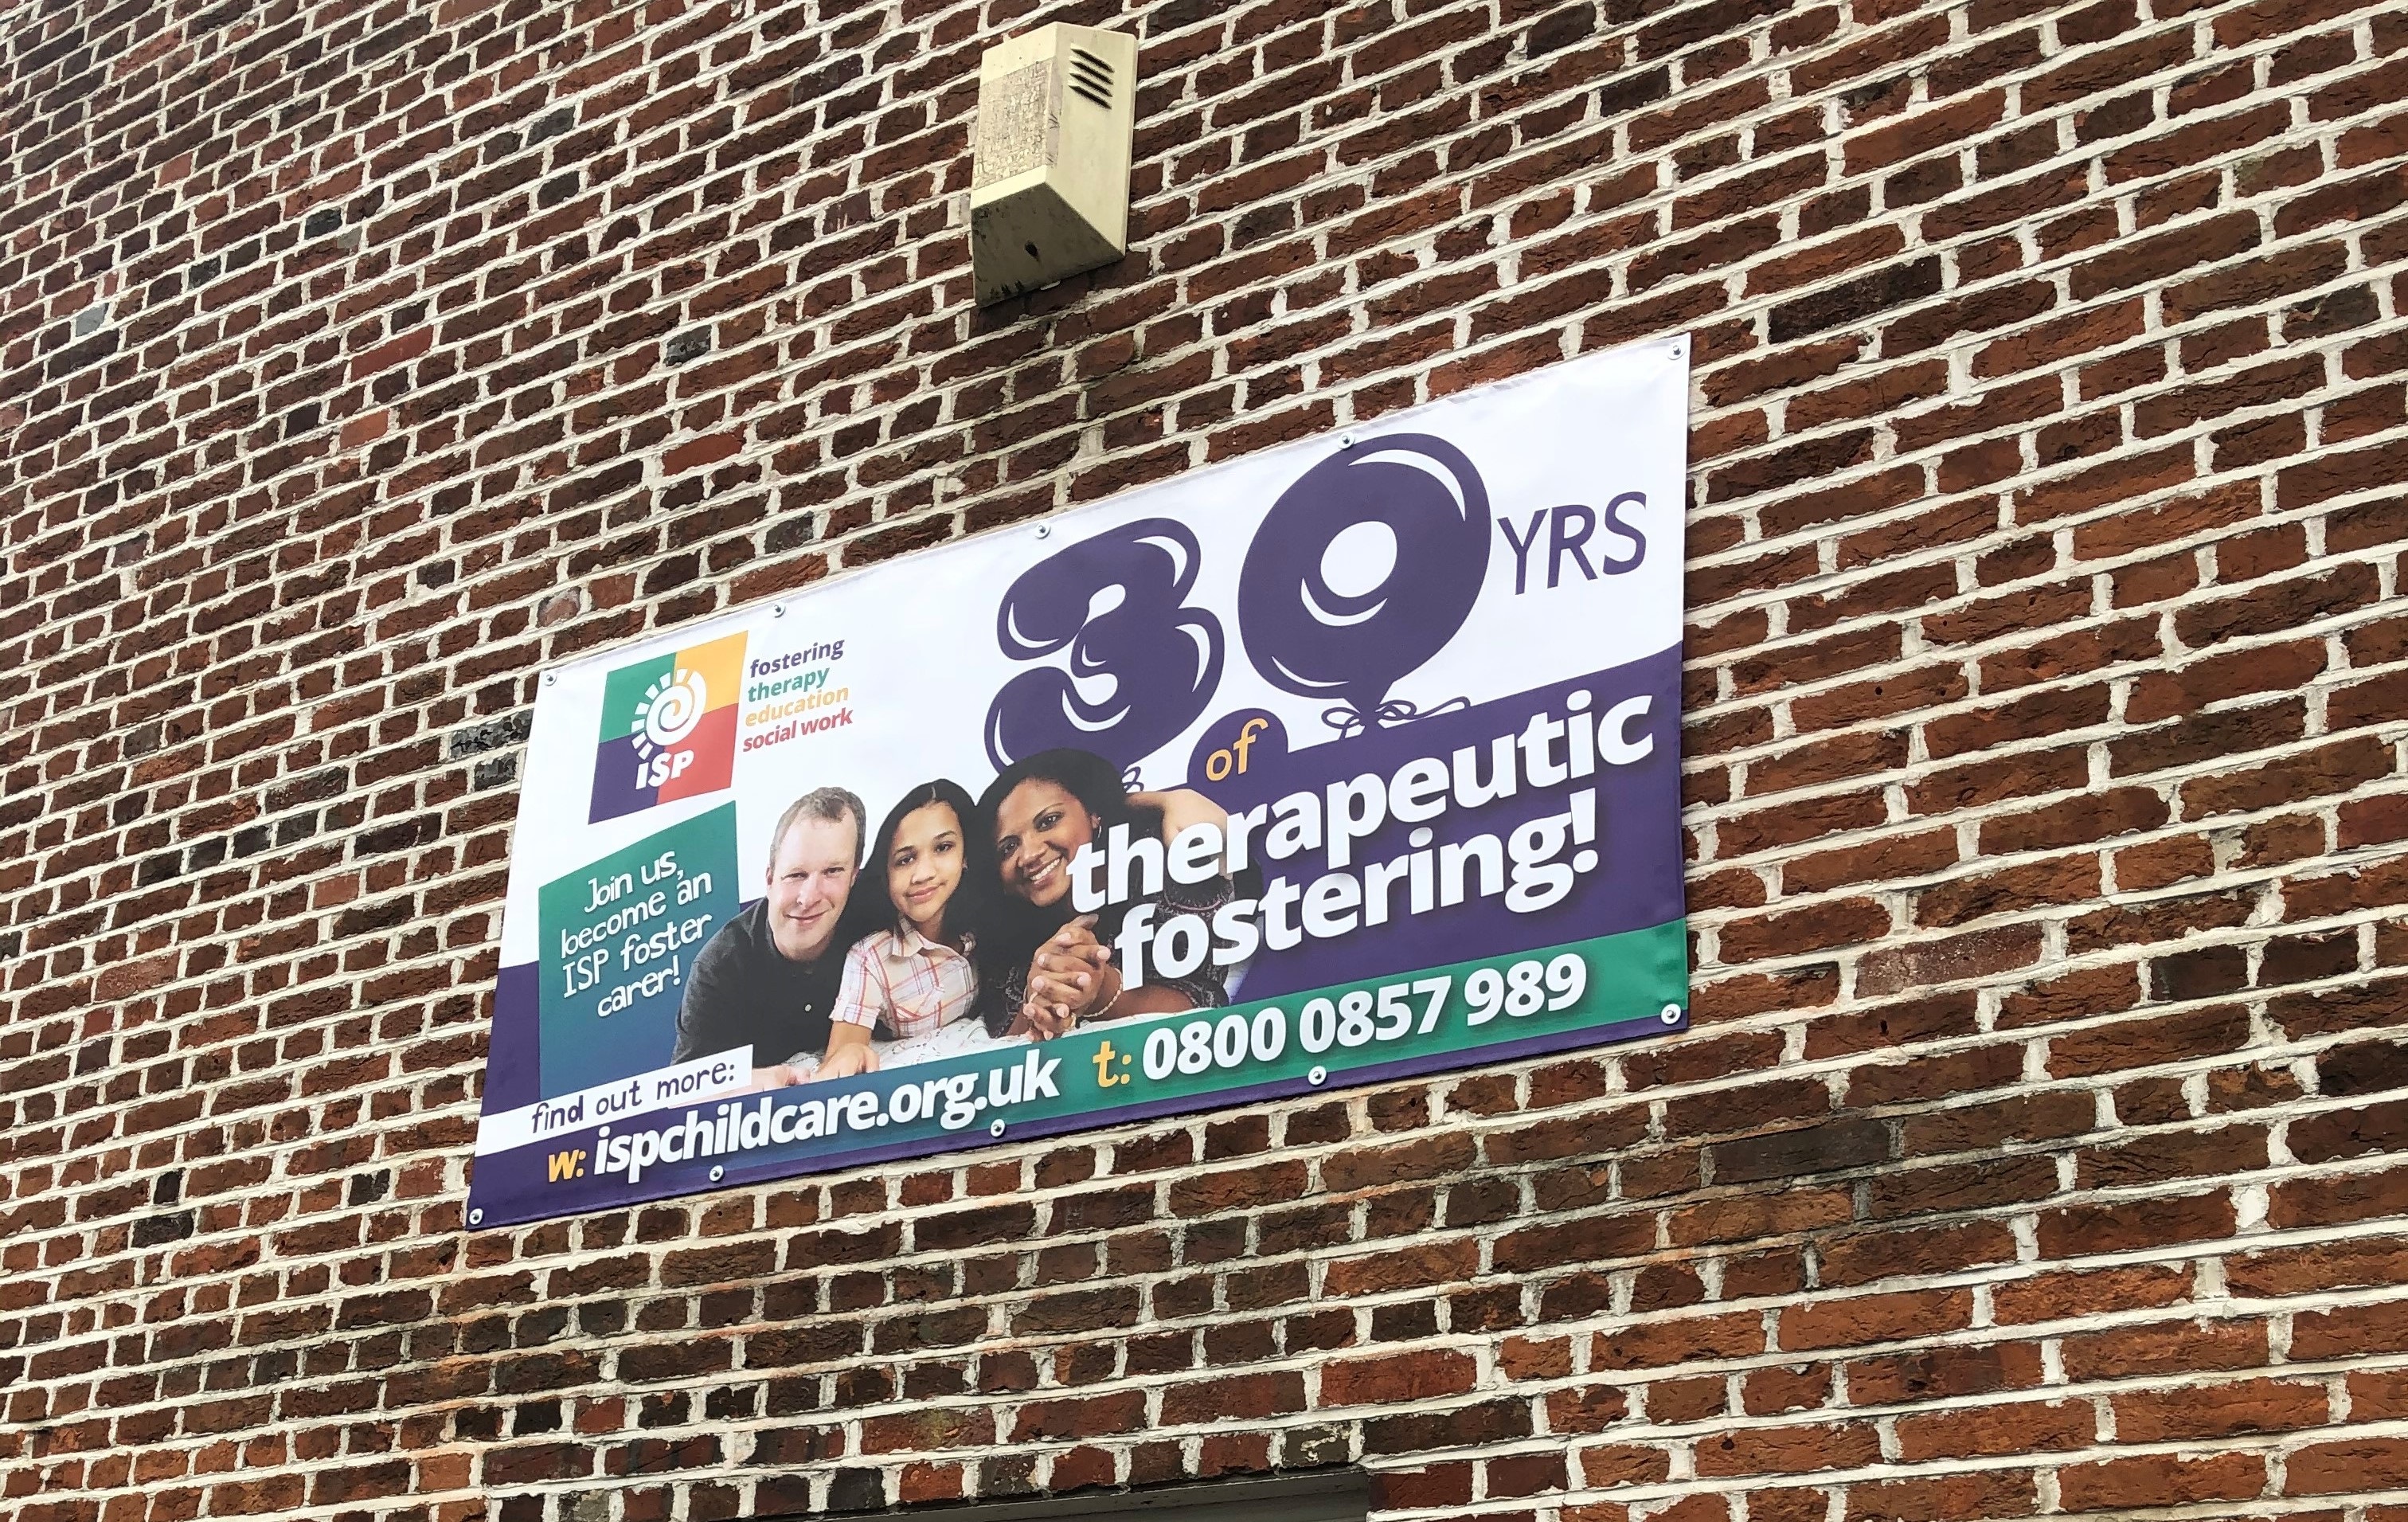 30 YRS
of
therapeutic
fostering!
ISP
fostering
therapy
education
social work
Join us,
become an
ISP foster
carer!
find out more:
w: ispchildcare.org.uk t: 0800 0857 989